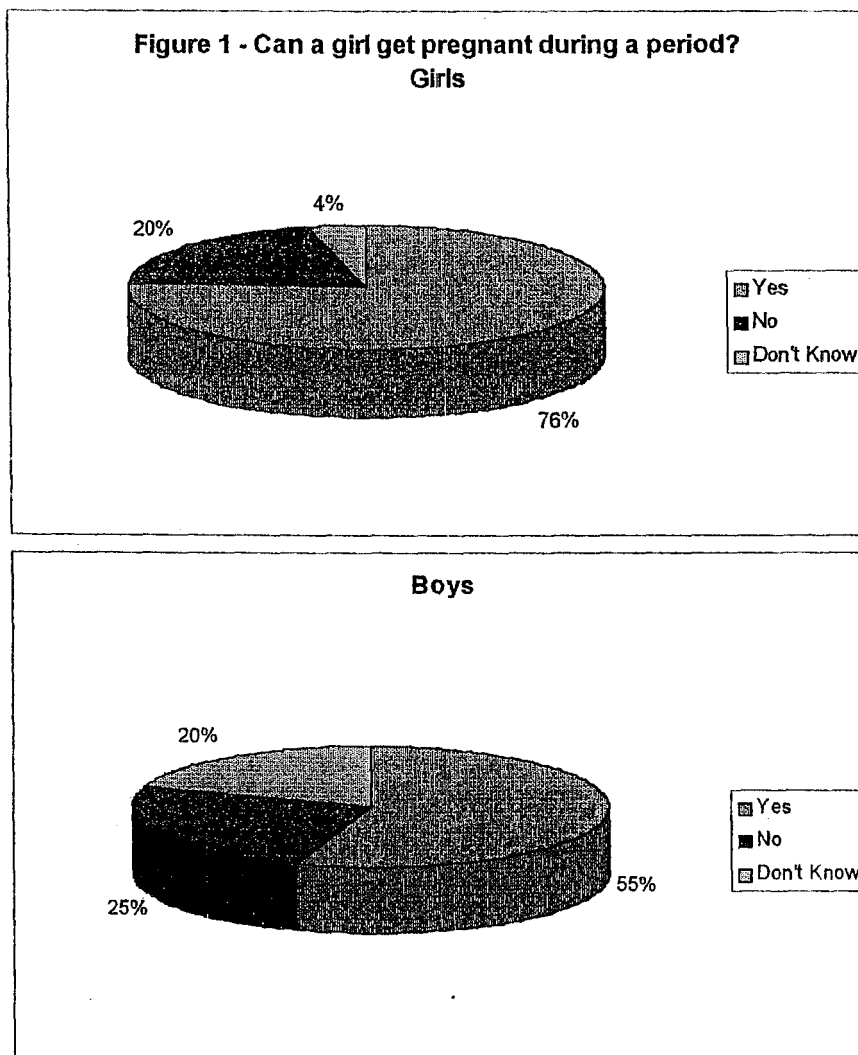 Figure 1 - Can a girl get pregnant during a period?
Girls
4%
20%
Yes
No
Don't Know
76%
Boys
20%
Yes
No
Don't Know
55%
25%